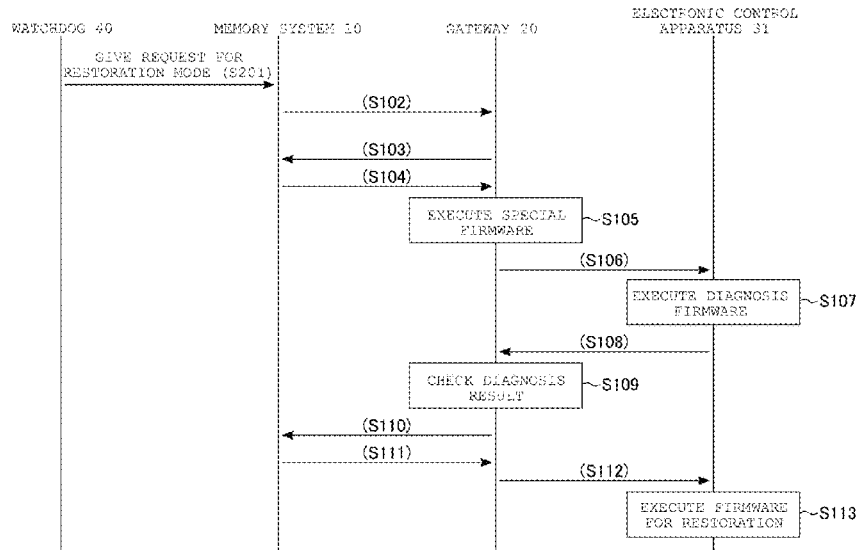 WATCHDOG 40
MEMORY SYSTEM 10
GATEWAY 20
ELECTRONIC CONTROL
APPARATUS 31
GIVE REQUEST FOR
RESTORATION MODE (S201)
(S102)
(S103)
(S104)
EXECUTE SPECIAL
FIRMWARE
S105
(S106)
EXECUTE DIAGNOSIS
FIRMWARE
S107
(S108)
CHECK DIAGNOSIS
RESULT
S109
(S110)
(S111)
(S112)
EXECUTE FIRMWARE
FOR RESTORATION
S113